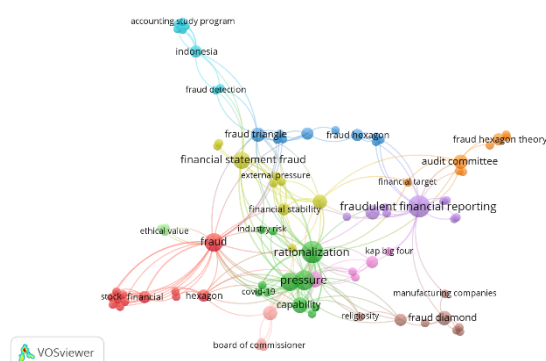 accounting study program
indonesia
fraud detection
fraud triangle
fraud hexagon
fraud hexagon theory
financial statement fraud
audit committee
external pressure
financial target
financial stability
fraudulent financial reporting
ethical value
industry risk
fraud
rationalization
kap big four
pressure
covid-19
manufacturing companies
stock
financial
hexagon
capability
religiosity
fraud diamond
board of commissioner
VOSviewer